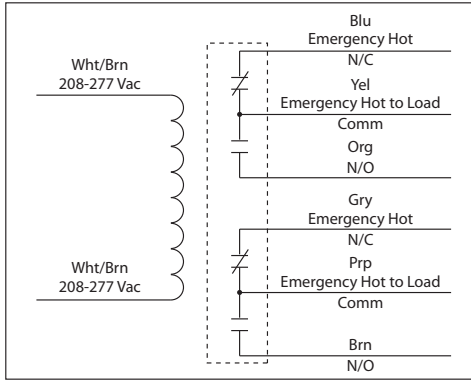 Wht/Brn
208-277 Vac
Wht/Brn
208-277 Vac
Blu
Emergency Hot
N/C
Yel
Emergency Hot to Load
Comm
Org
N/O
Gry
Emergency Hot
N/C
Prp
Emergency Hot to Load
Comm
Brn
N/O